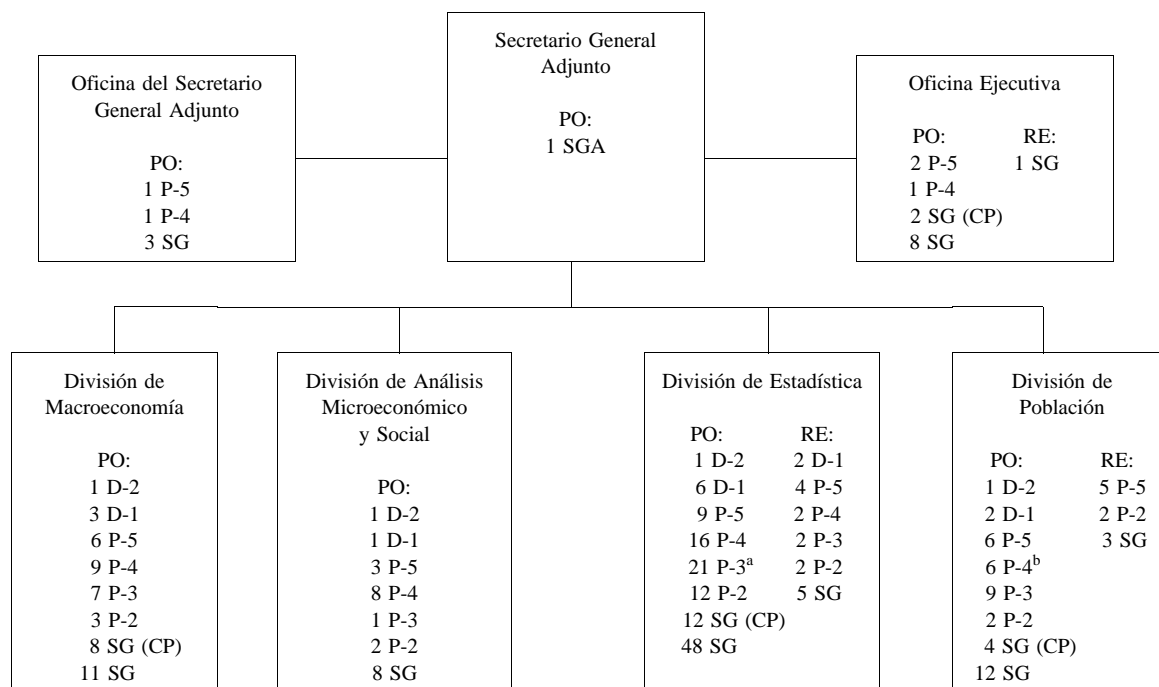 Secretario General
Adjunto
PO:
1 SGA
Oficina del Secretario
General Adjunto
PO:
1 P-5
1 P-4
3 SG
Oficina Ejecutiva
PO: RE:
2 P-5 1 SG
1 P-4
2 SG (CP)
8 SG
División de
Macroeconomía
PO:
1 D-2
3 D-1
6 P-5
9 P-4
7 P-3
3 P-2
8 SG (CP)
11 SG
División de Análisis
Microeconómico
y Social
PO:
1 D-2
1 D-1
3 P-5
8 P-4
1 P-3
2 P-2
8 SG
División de Estadística
PO: RE:
1 D-2 2 D-1
6 D-1 4 P-5
9 P-5 2 P-4
16 P-4 2 P-3
21 P-3a 2 P-2
12 P-2 5 SG
12 SG (CP)
48 SG
División de
Población
PO: RE:
1 D-2 5 P-5
2 D-1 2 P-2
6 P-5 3 SG
6 P-4b
9 P-3
2 P-2
4 SG (CP)
12 SG